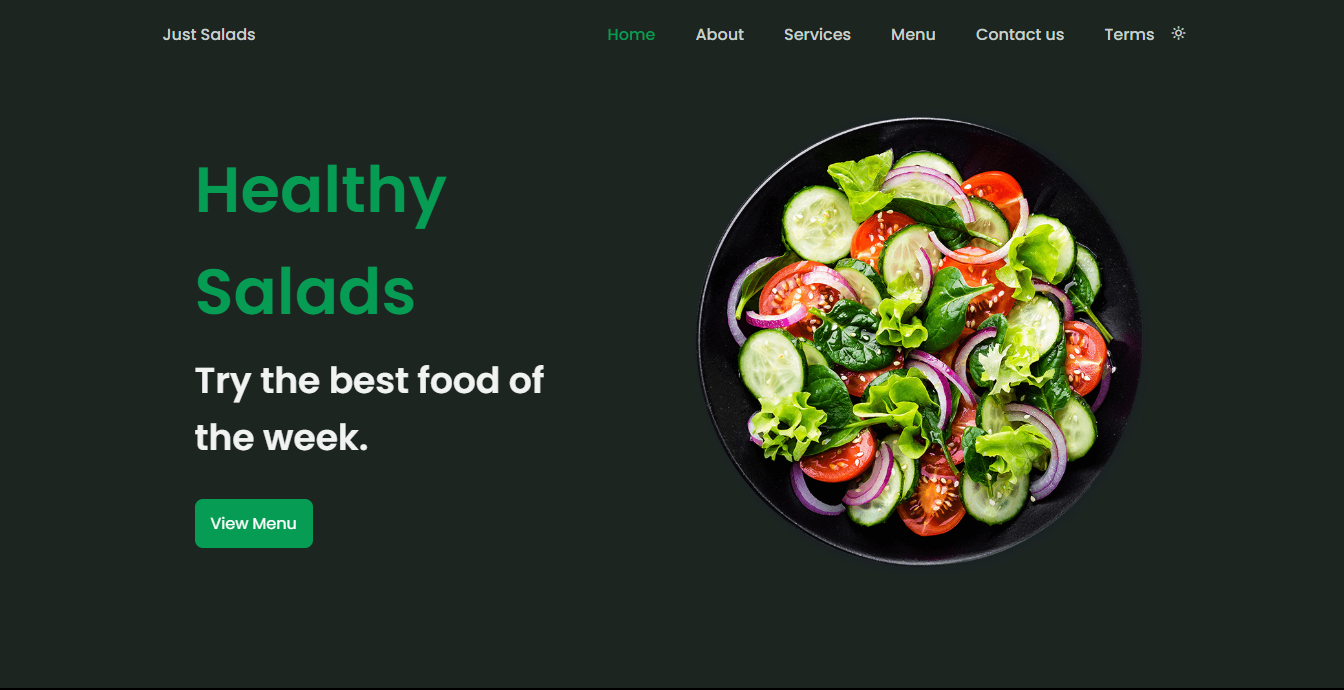 Just Salads
Home About Services Menu Contact us Terms
Healthy
Salads
Try the best food of
the week.
View Menu